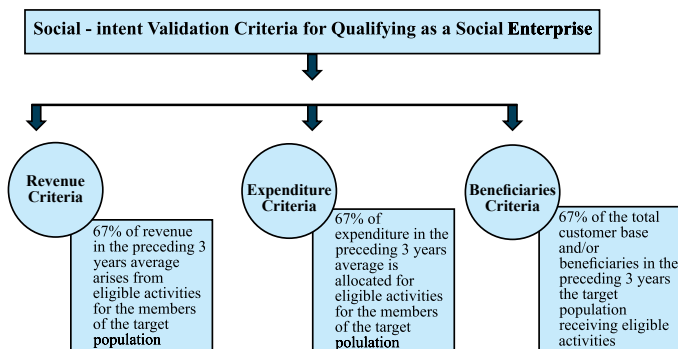 Social - intent Validation Criteria for Qualifying as a Social Enterprise
Revenue
Criteria
67% of revenue
in the preceding 3
years average
arises from
eligible activities
for the members
of the target
population
Expenditure
Criteria
67% of
expenditure in the
preceding 3 years
average is
allocated for
eligible activities
for the members
of the target
polulation
Beneficiaries
Criteria
67% of the total
customer base
and/or
beneficiaries in the
preceding 3 years
the target
population
receiving eligible
activities